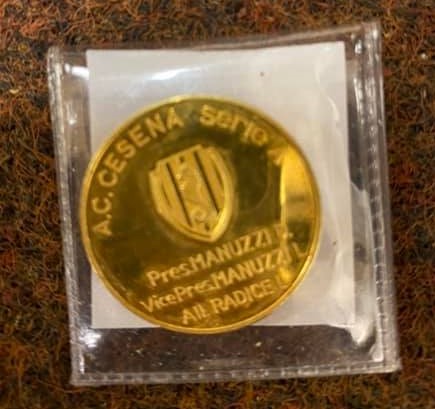 A.C. CESENA Serie A
Pres. MANUZZI D.
Vice Pres. MANUZZI L.
All. RADICE